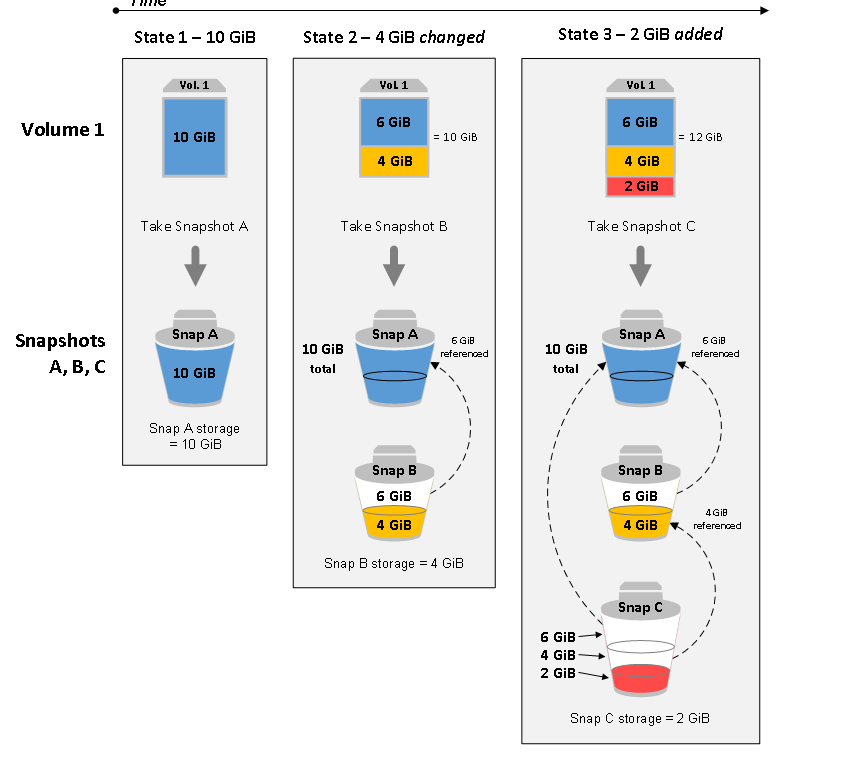 Time
State 1 – 10 GiB
State 2 – 4 GiB changed
State 3 – 2 GiB added
Volume 1
Vol. 1
10 GiB
Take Snapshot A
Vol. 1
6 GiB
4 GiB
= 10 GiB
Take Snapshot B
Vol. 1
6 GiB
4 GiB
2 GiB
= 12 GiB
Take Snapshot C
Snapshots
A, B, C
Snap A
10 GiB
Snap A storage
= 10 GiB
Snap A
10 GiB
total
6 GiB
referenced
Snap B
6 GiB
4 GiB
Snap B storage = 4 GiB
Snap A
10 GiB
total
6 GiB
referenced
Snap B
6 GiB
4 GiB
4 GiB
referenced
Snap C
6 GiB
4 GiB
2 GiB
Snap C storage = 2 GiB